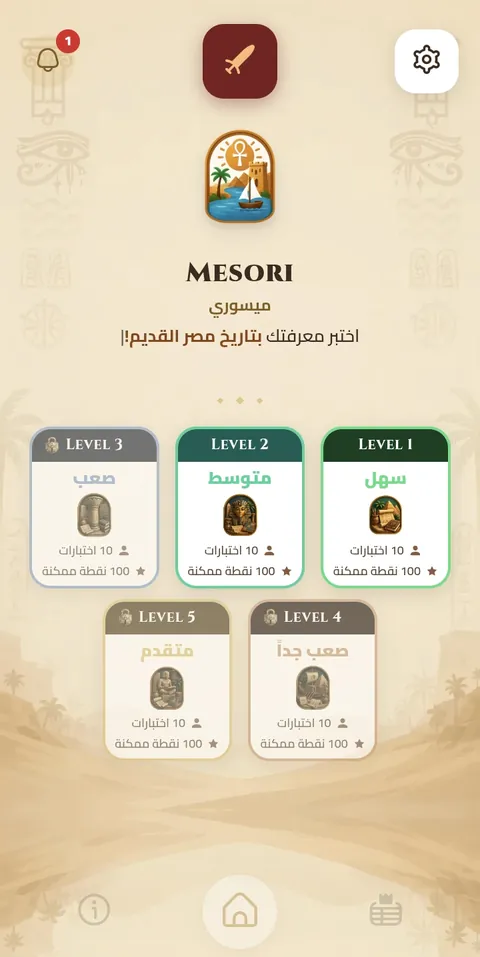 1
MESORI
ميسوري
اختبر معرفتك بتاريخ مصر القديم!|
LEVEL 1
سهل
10 اختبارات
100 نقطة ممكنة
LEVEL 2
متوسط
10 اختبارات
100 نقطة ممكنة
LEVEL 3
صعب
10 اختبارات
100 نقطة ممكنة
LEVEL 4
صعب جداً
10 اختبارات
100 نقطة ممكنة
LEVEL 5
متقدم
10 اختبارات
100 نقطة ممكنة